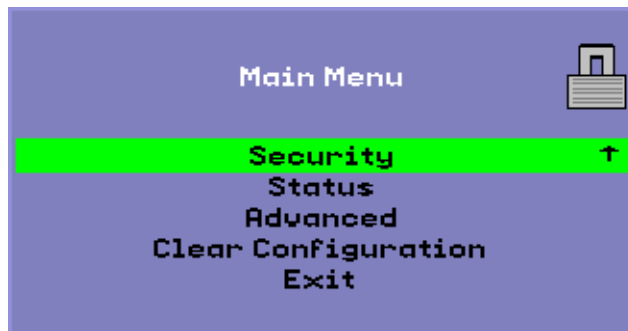 Main Menu
Security ↑
Status
Advanced
Clear Configuration
Exit